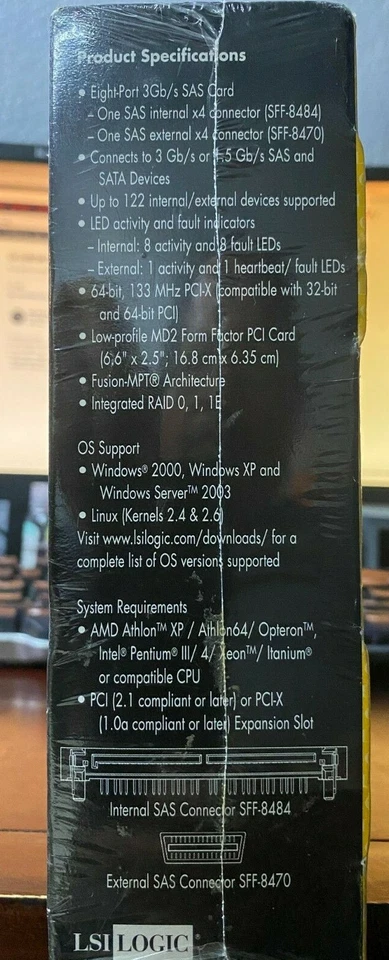 Product Specifications
• Eight-Port 3Gb/s SAS Card
– One SAS internal x4 connector (SFF-8484)
– One SAS external x4 connector (SFF-8470)
• Connects to 3 Gb/s or 1.5 Gb/s SAS and
SATA Devices
• Up to 122 internal/external devices supported
• LED activity and fault indicators
– Internal: 8 activity and 8 fault LEDs
– External: 1 activity and 1 heartbeat/ fault LEDs
• 64-bit, 133 MHz PCI-X (compatible with 32-bit
and 64-bit PCI)
• Low-profile MD2 Form Factor PCI Card
(6.6" x 2.5"; 16.8 cm x 6.35 cm)
• Fusion-MPT® Architecture
• Integrated RAID 0, 1, 1E
OS Support
• Windows® 2000, Windows XP and
Windows Server™ 2003
• Linux (Kernels 2.4 & 2.6)
Visit www.lsilogic.com/downloads/ for a
complete list of OS versions supported
System Requirements
• AMD Athlon™ XP / Athlon64/ Opteron™,
Intel® Pentium® III/ 4/ Xeon™/ Itanium®
or compatible CPU
• PCI (2.1 compliant or later) or PCI-X
(1.0a compliant or later) Expansion Slot
Internal SAS Connector SFF-8484
External SAS Connector SFF-8470
LSI LOGIC®